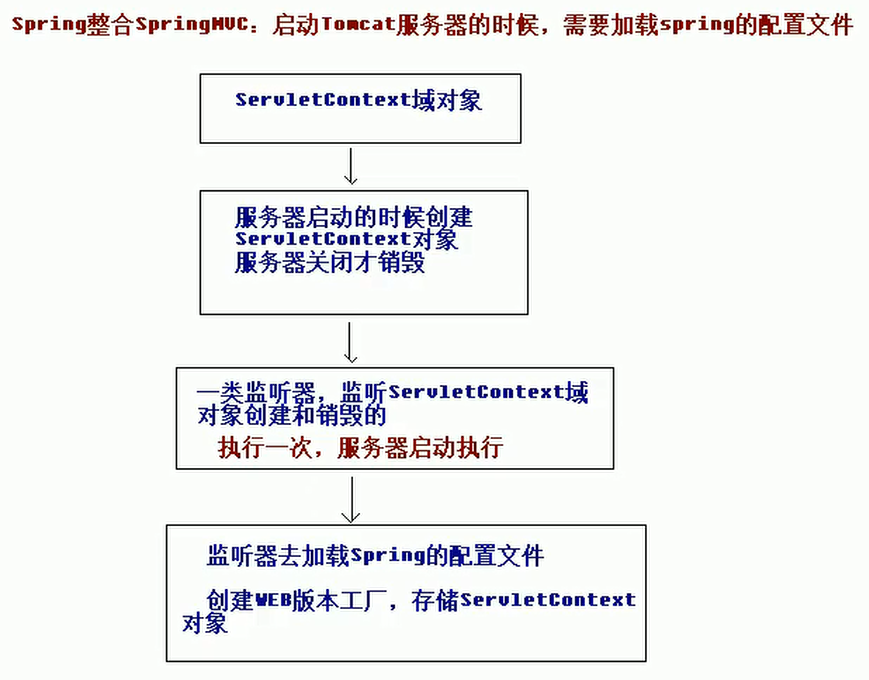 Spring整合SpringMVC：启动Tomcat服务器的时候，需要加载spring的配置文件
ServletContext域对象
服务器启动的时候创建
ServletContext对象
服务器关闭才销毁
一类监听器，监听ServletContext域
对象创建和销毁的
执行一次，服务器启动执行
监听器去加载Spring的配置文件
创建WEB版本工厂，存储ServletContext
对象